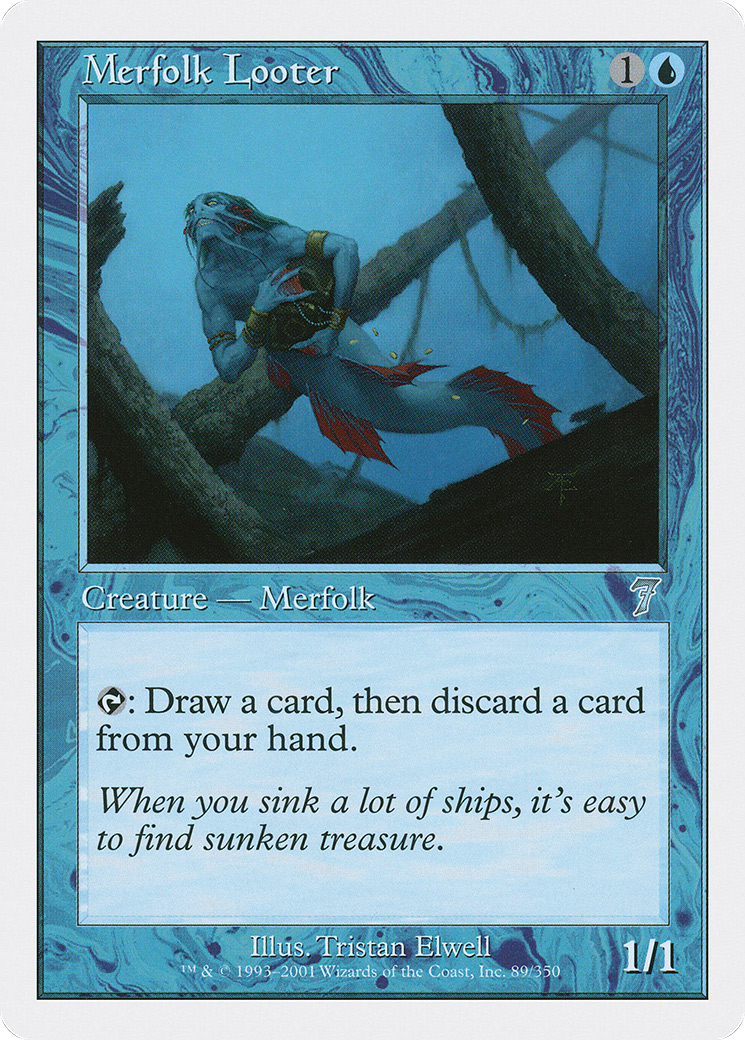 Merfolk Looter 1
Creature — Merfolk 7
: Draw a card, then discard a card
from your hand.
When you sink a lot of ships, it's easy
to find sunken treasure.
Illus. Tristan Elwell
™ & © 1993–2001 Wizards of the Coast, Inc. 89/350
1/1